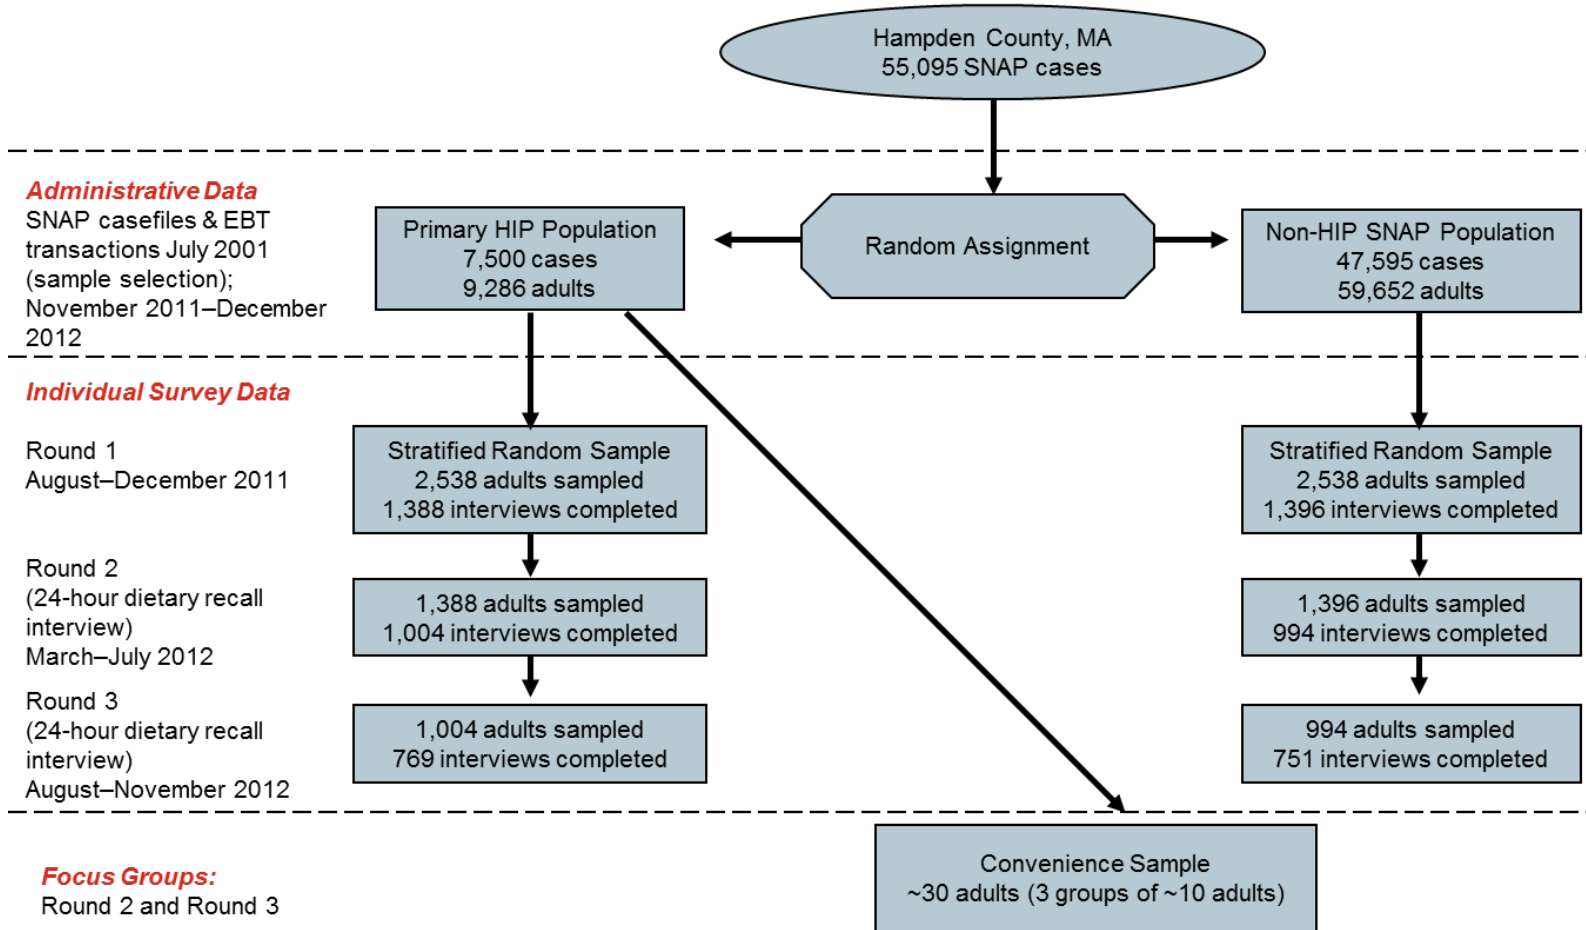 Hampden County, MA
55,095 SNAP cases
Administrative Data
SNAP casefiles & EBT
transactions July 2001
(sample selection);
November 2011–December
2012
Primary HIP Population
7,500 cases
9,286 adults
Random Assignment
Non-HIP SNAP Population
47,595 cases
59,652 adults
Individual Survey Data
Round 1
August–December 2011
Stratified Random Sample
2,538 adults sampled
1,388 interviews completed
Stratified Random Sample
2,538 adults sampled
1,396 interviews completed
Round 2
(24-hour dietary recall
interview)
March–July 2012
1,388 adults sampled
1,004 interviews completed
1,396 adults sampled
994 interviews completed
Round 3
(24-hour dietary recall
interview)
August–November 2012
1,004 adults sampled
769 interviews completed
994 adults sampled
751 interviews completed
Focus Groups:
Round 2 and Round 3
Convenience Sample
~30 adults (3 groups of ~10 adults)